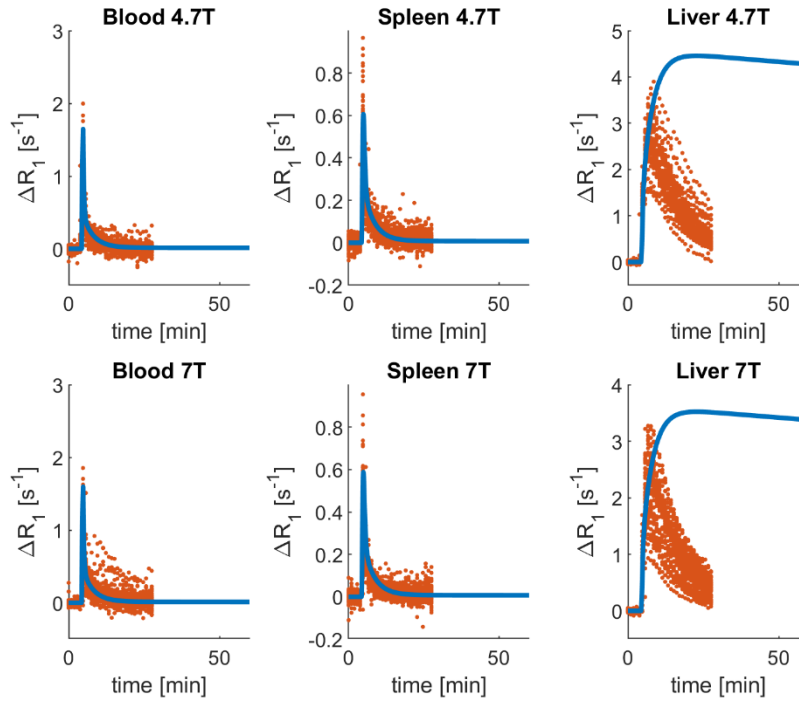 Blood 4.7T
3
2
1
0
ΔR₁ [s⁻¹]
0
50
time [min]
Spleen 4.7T
0.8
0.6
0.4
0.2
0
-0.2
ΔR₁ [s⁻¹]
0
50
time [min]
Liver 4.7T
5
4
3
2
1
0
ΔR₁ [s⁻¹]
0
50
time [min]
Blood 7T
3
2
1
0
ΔR₁ [s⁻¹]
0
50
time [min]
Spleen 7T
0.8
0.6
0.4
0.2
0
-0.2
ΔR₁ [s⁻¹]
0
50
time [min]
Liver 7T
4
3
2
1
0
ΔR₁ [s⁻¹]
0
50
time [min]